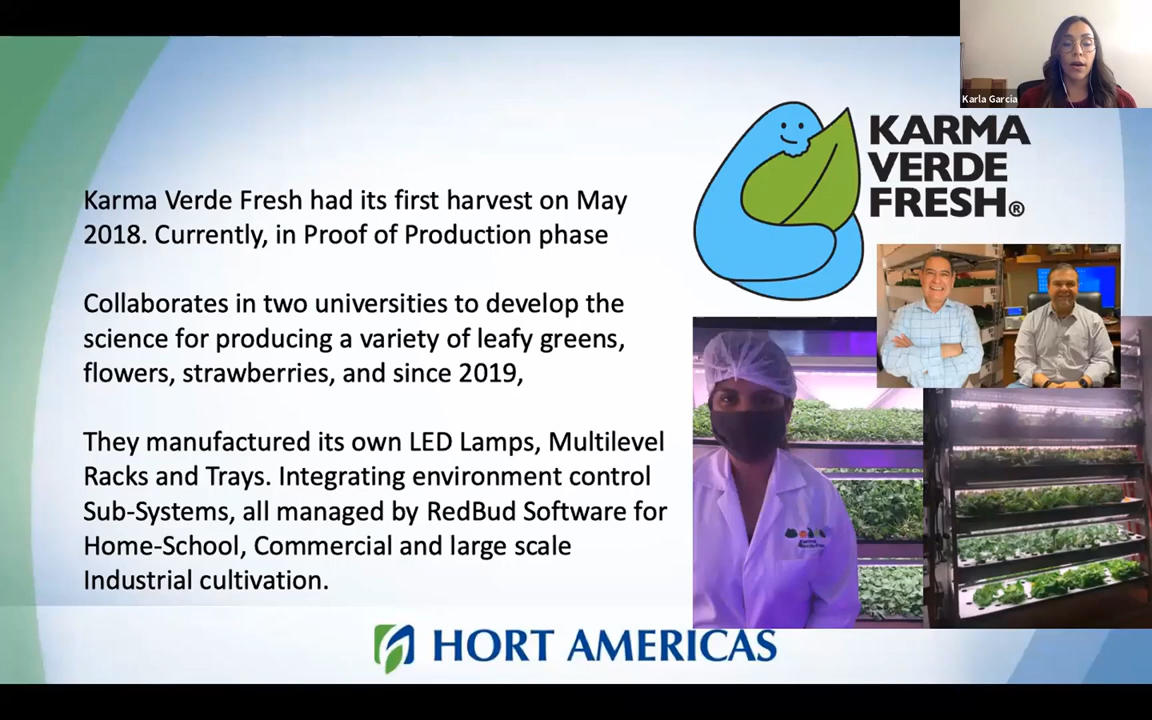 Karla Garcia
KARMA
VERDE
FRESH®
Karma Verde Fresh had its first harvest on May
2018. Currently, in Proof of Production phase
Collaborates in two universities to develop the
science for producing a variety of leafy greens,
flowers, strawberries, and since 2019,
They manufactured its own LED Lamps, Multilevel
Racks and Trays. Integrating environment control
Sub-Systems, all managed by RedBud Software for
Home-School, Commercial and large scale
Industrial cultivation.
HORT AMERICAS